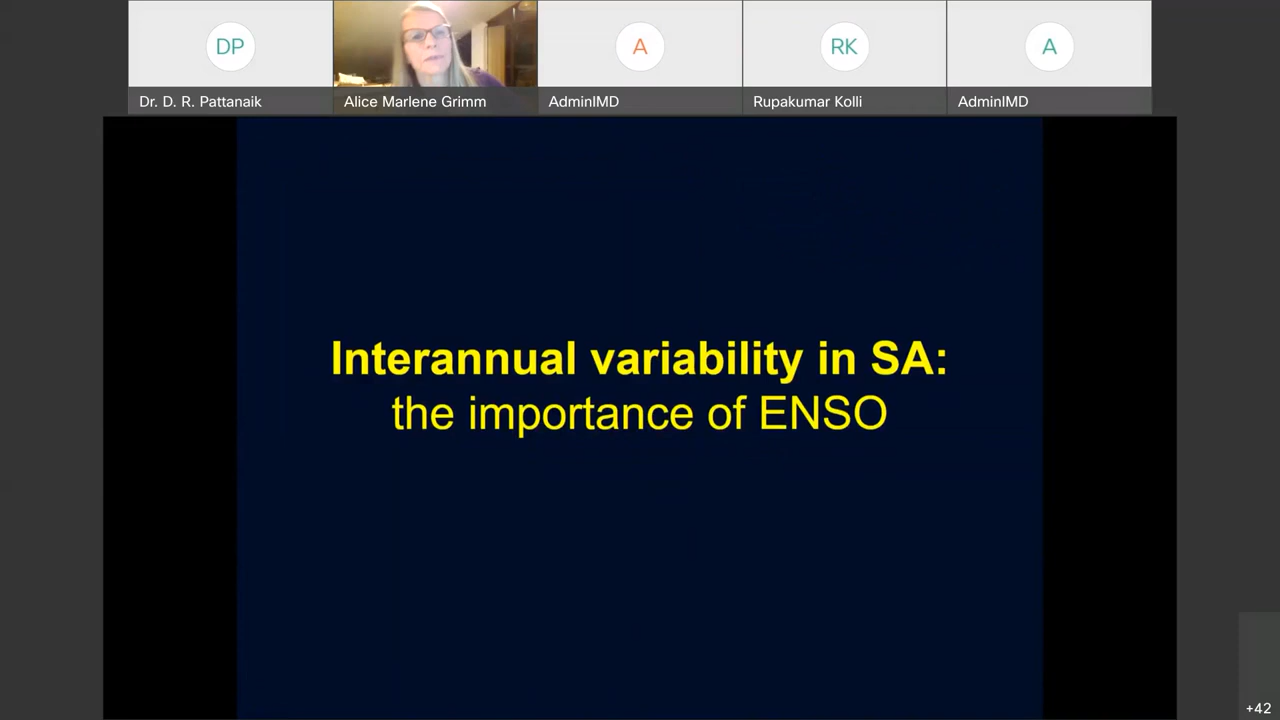 DP
A
RK
A
Dr. D. R. Pattanaik
Alice Marlene Grimm
AdminIMD
Rupakumar Kolli
AdminIMD
Interannual variability in SA:
the importance of ENSO
+42